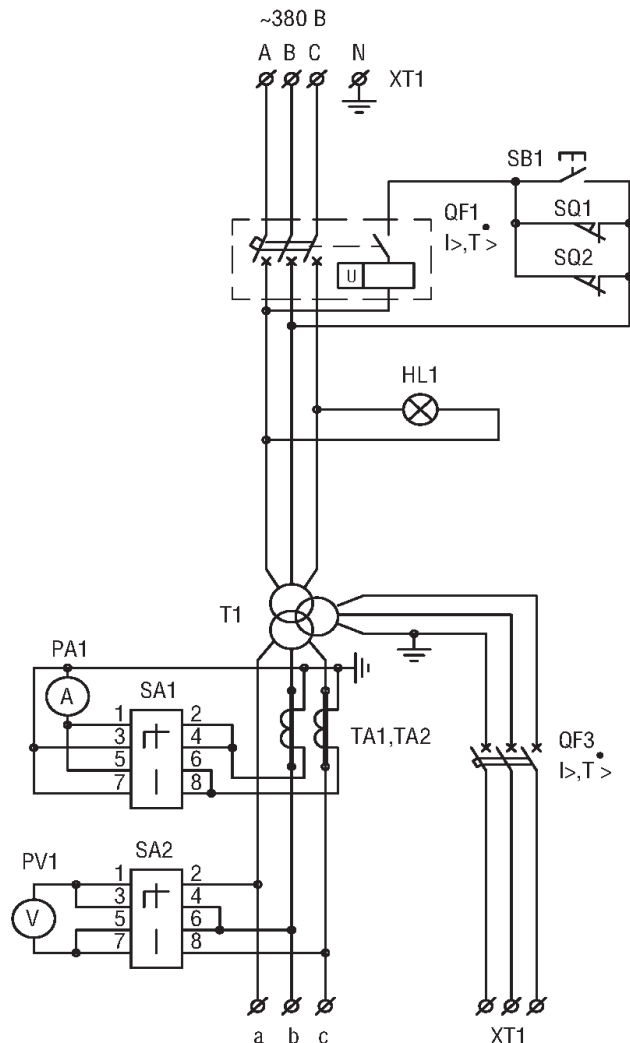 ~380 В
A B C N
XT1
SB1
QF1
I>,T°>
SQ1
SQ2
U
HL1
T1
PA1
A
SA1
1 2
3 4
5 6
7 8
TA1,TA2
QF3
I>,T°>
PV1
V
SA2
1 2
3 4
5 6
7 8
a b c
XT1